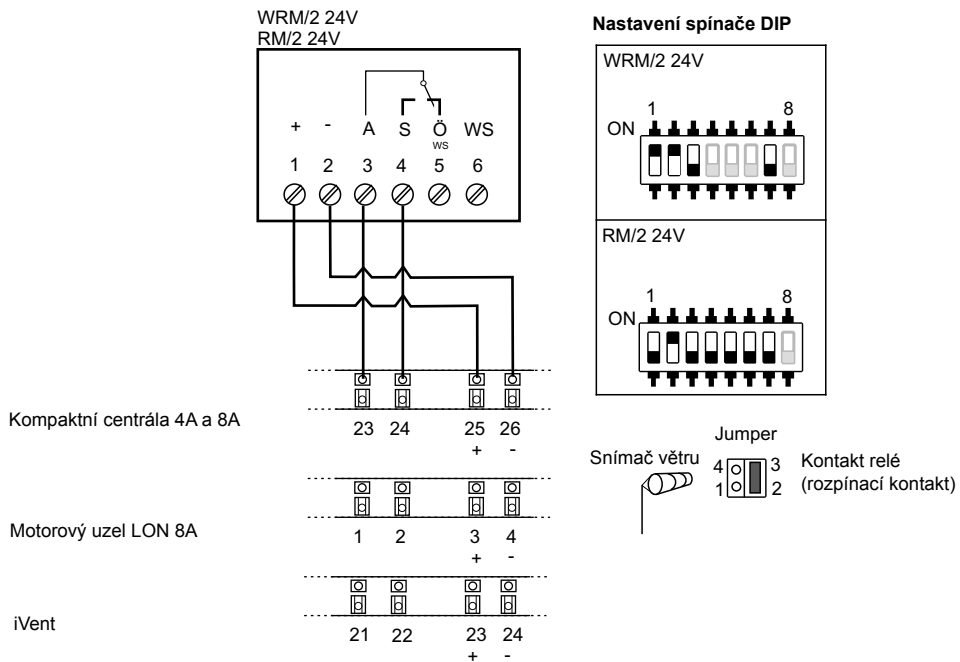 WRM/2 24V
RM/2 24V
+ - A S Ö WS
WS
1 2 3 4 5 6
Nastavení spínače DIP
WRM/2 24V
1 8
ON
RM/2 24V
1 8
ON
Kompaktní centrála 4A a 8A
23 24 25 26
+ -
Motorový uzel LON 8A
1 2 3 4
+ -
iVent
21 22 23 24
+ -
Jumper
Snímač větru
4 3
1 2
Kontakt relé
(rozpínací kontakt)